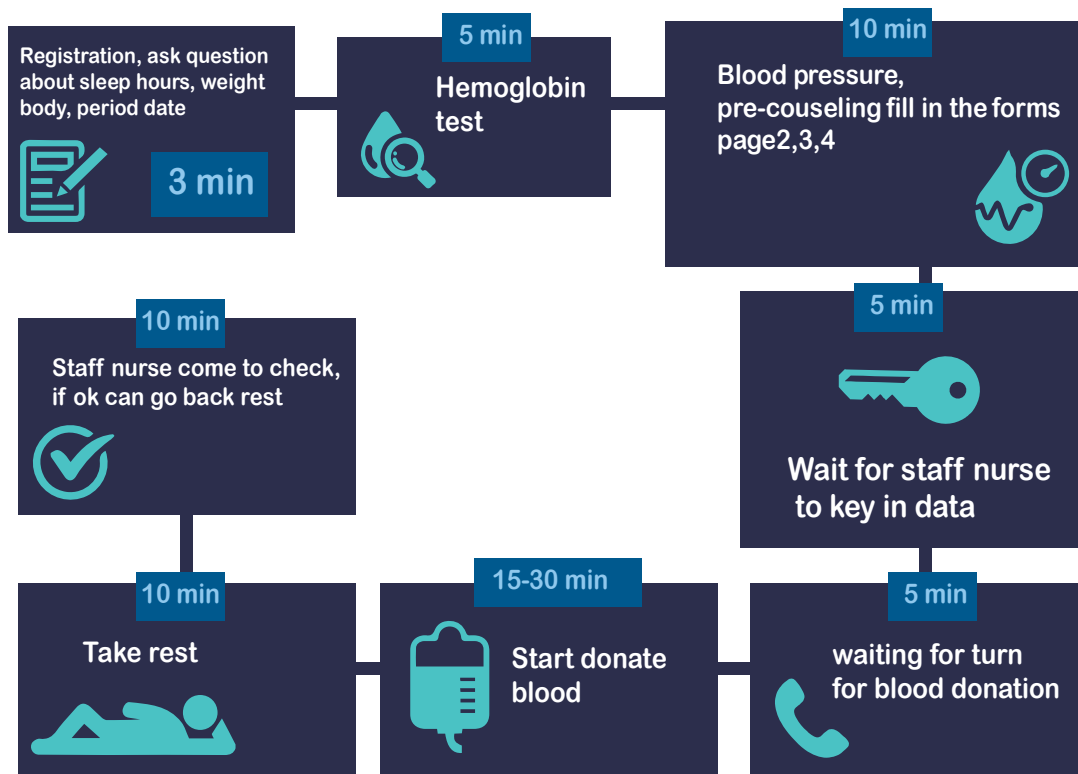 Registration, ask question
about sleep hours, weight
body, period date
3 min
5 min
Hemoglobin
test
10 min
Blood pressure,
pre-couseling fill in the forms
page2,3,4
5 min
Wait for staff nurse
to key in data
5 min
waiting for turn
for blood donation
15-30 min
Start donate
blood
10 min
Take rest
10 min
Staff nurse come to check,
if ok can go back rest